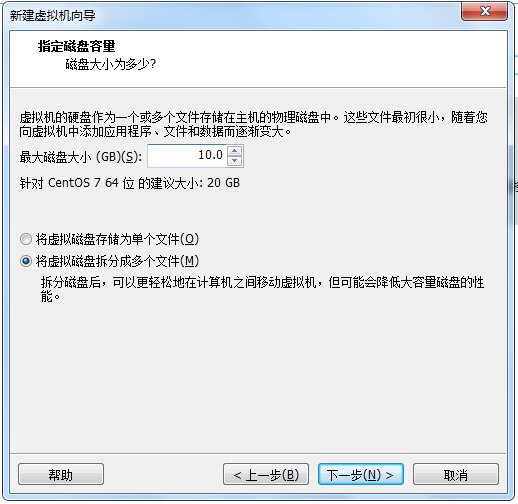 新建虚拟机向导
指定磁盘容量
磁盘大小为多少?
虚拟机的硬盘作为一个或多个文件存储在主机的物理磁盘中。这些文件最初很小，随着您
向虚拟机中添加应用程序、文件和数据而逐渐变大。
最大磁盘大小 (GB)(S): 10.0
针对 CentOS 7 64 位 的建议大小: 20 GB
将虚拟磁盘存储为单个文件(O)
将虚拟磁盘拆分成多个文件(M)
拆分磁盘后，可以更轻松地在计算机之间移动虚拟机，但可能会降低大容量磁盘的性
能。
帮助 < 上一步(B) 下一步(N) > 取消